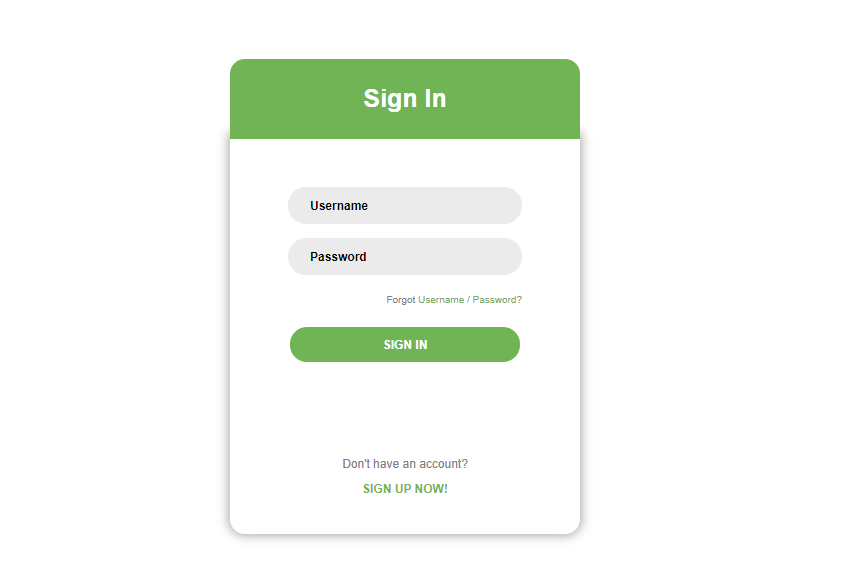 Sign In
Username
Password
Forgot Username / Password?
SIGN IN
Don't have an account?
SIGN UP NOW!